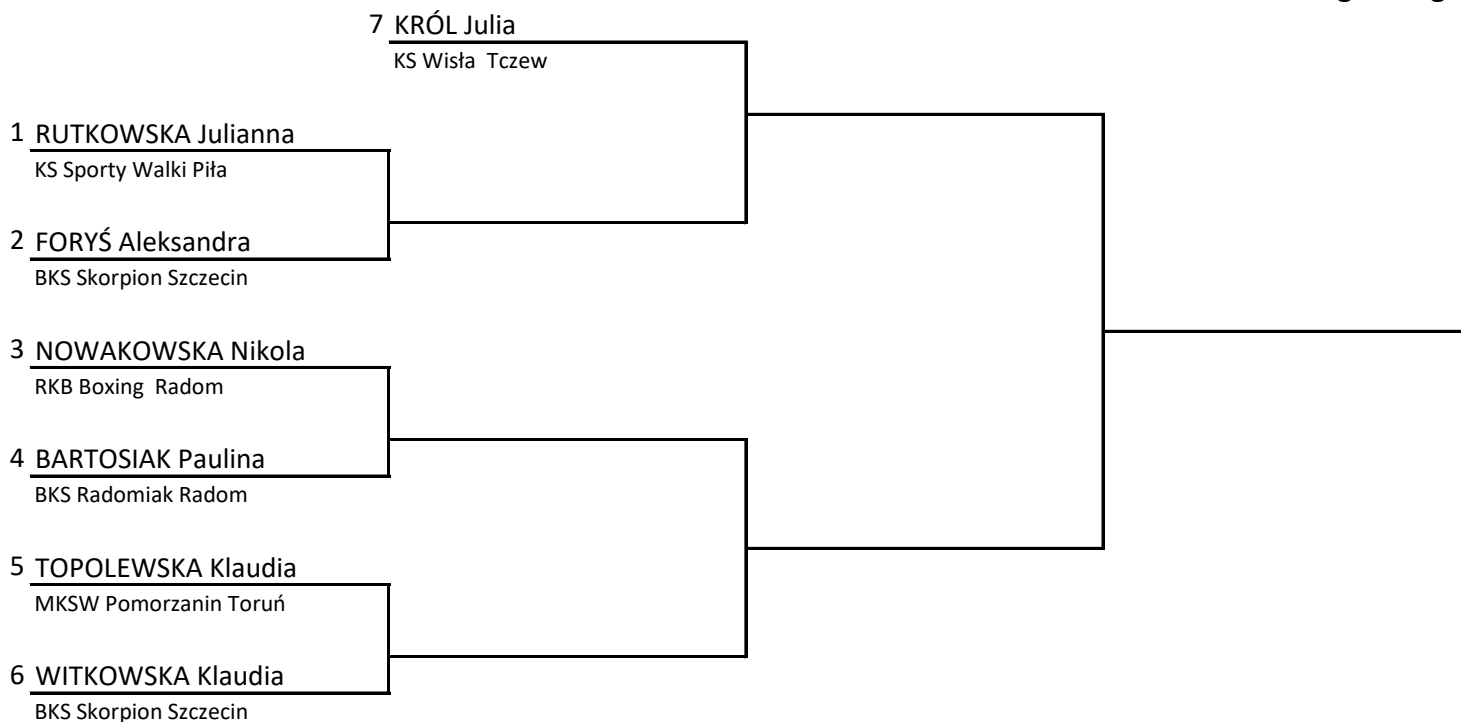 7 KRÓL Julia
KS Wisła Tczew
1 RUTKOWSKA Julianna
KS Sporty Walki Piła
2 FORYŚ Aleksandra
BKS Skorpion Szczecin
3 NOWAKOWSKA Nikola
RKB Boxing Radom
4 BARTOSIAK Paulina
BKS Radomiak Radom
5 TOPOLEWSKA Klaudia
MKSW Pomorzanin Toruń
6 WITKOWSKA Klaudia
BKS Skorpion Szczecin